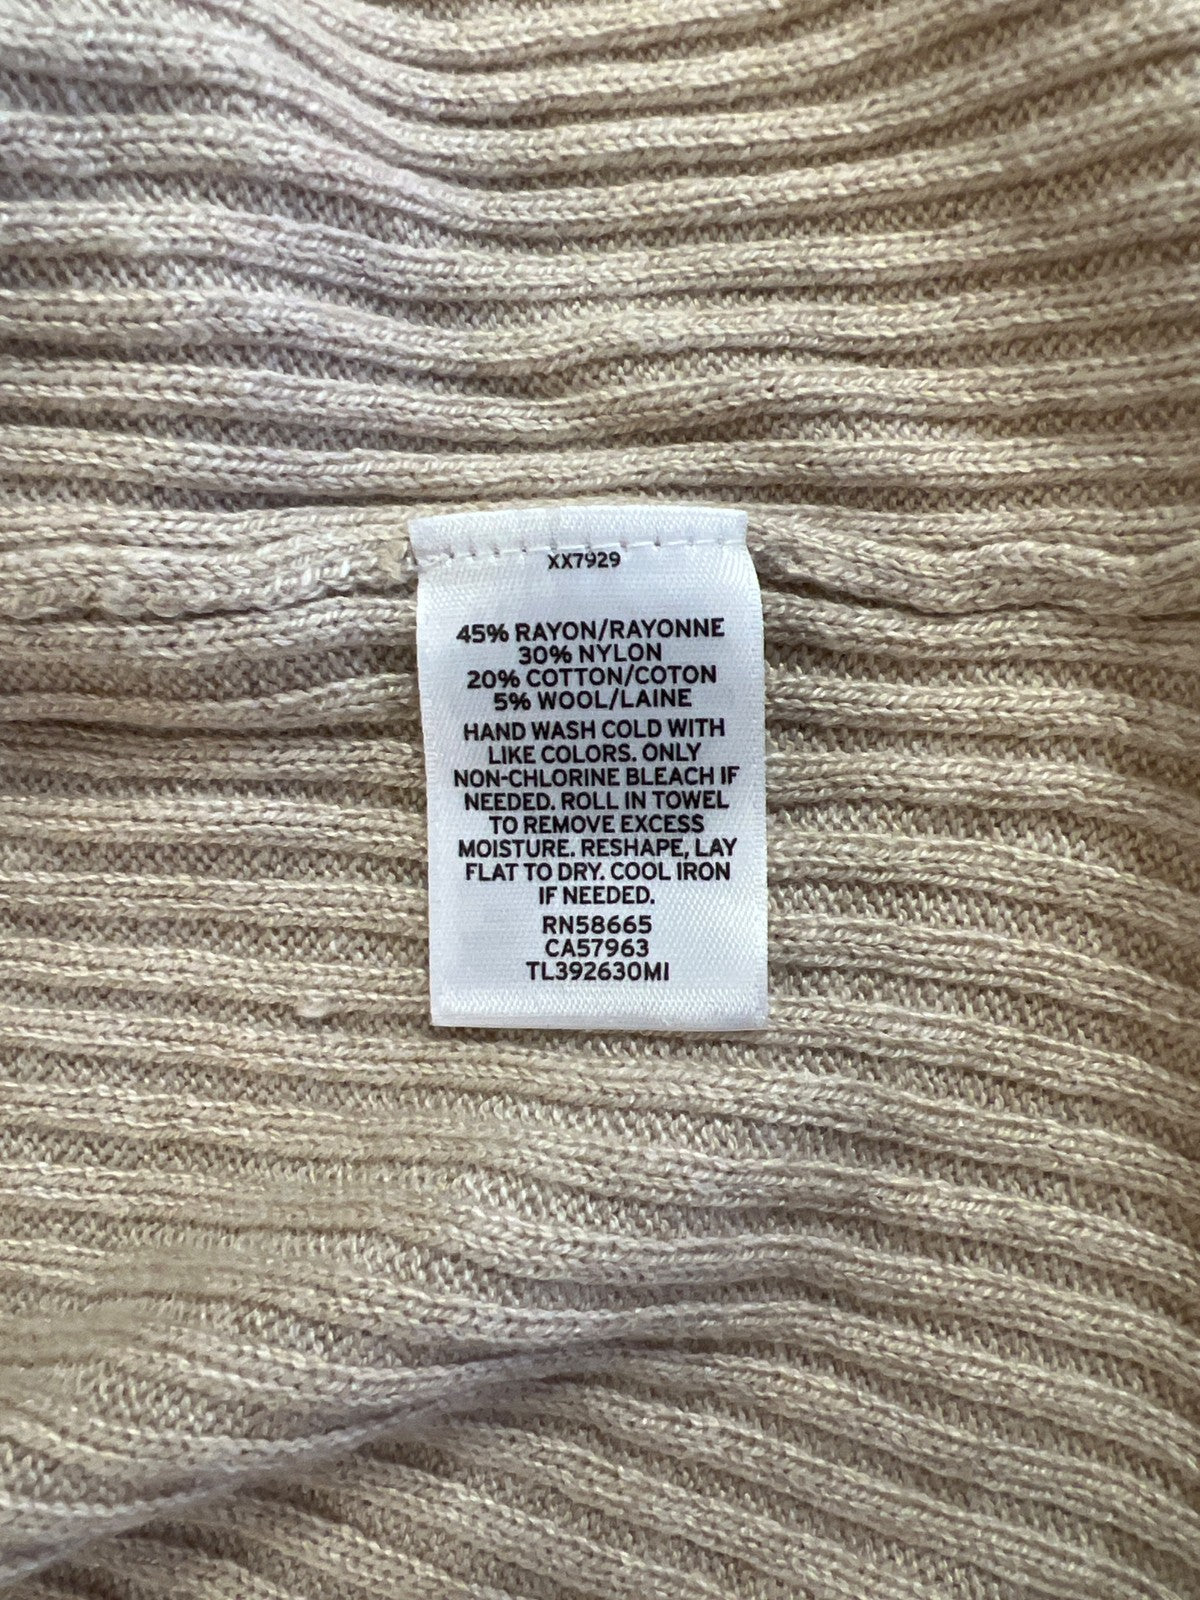 XX7929
45% RAYON/RAYONNE
30% NYLON
20% COTTON/COTON
5% WOOL/LAINE
HAND WASH COLD WITH
LIKE COLORS. ONLY
NON-CHLORINE BLEACH IF
NEEDED. ROLL IN TOWEL
TO REMOVE EXCESS
MOISTURE. RESHAPE, LAY
FLAT TO DRY. COOL IRON
IF NEEDED.
RN58665
CA57963
TL392630MI